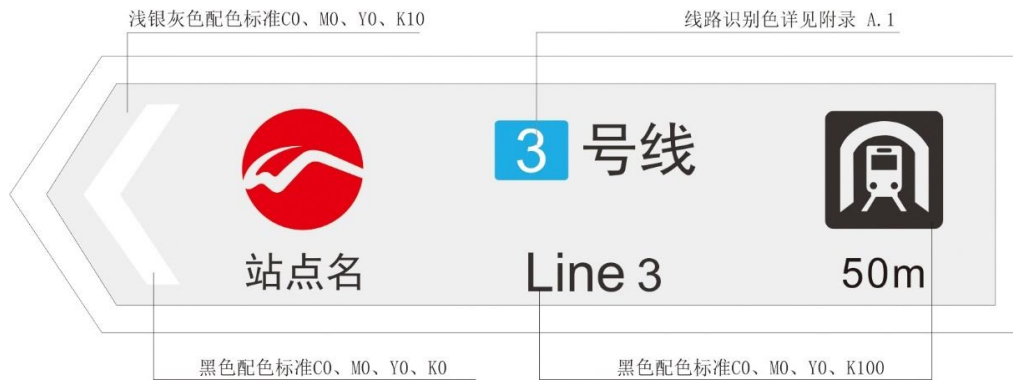 浅银灰色配色标准C0、M0、Y0、K10
线路识别色详见附录 A.1
3号线
站点名
Line 3
50m
黑色配色标准C0、M0、Y0、K0
黑色配色标准C0、M0、Y0、K100